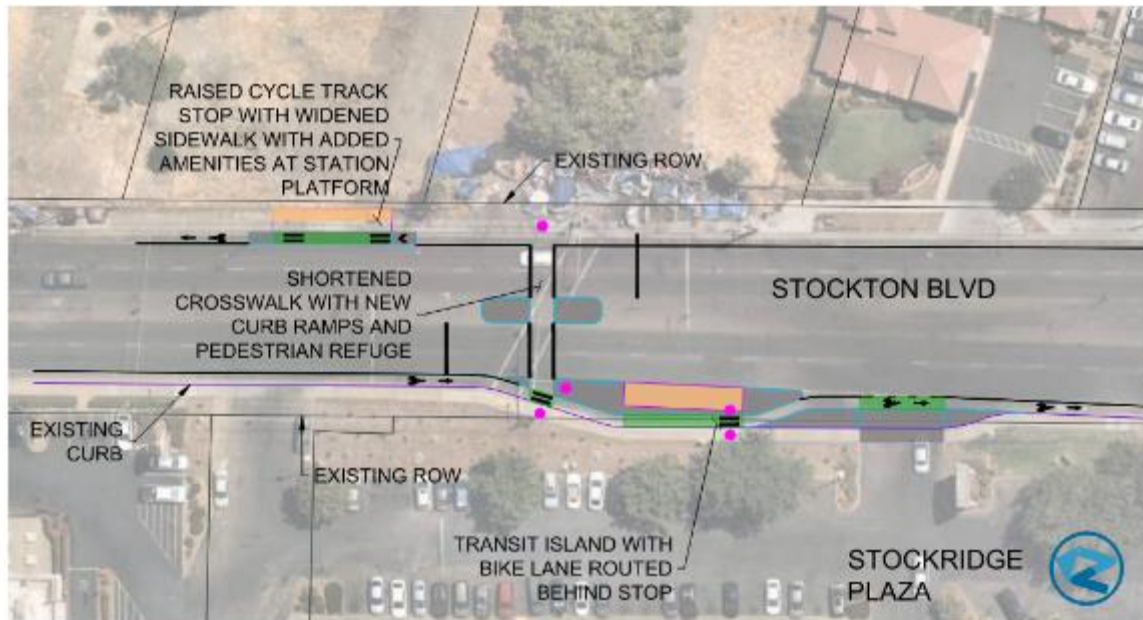 RAISED CYCLE TRACK
STOP WITH WIDENED
SIDEWALK WITH ADDED
AMENITIES AT STATION
PLATFORM
EXISTING ROW
SHORTENED
CROSSWALK WITH NEW
CURB RAMPS AND
PEDESTRIAN REFUGE
STOCKTON BLVD
EXISTING
CURB
EXISTING ROW
TRANSIT ISLAND WITH
BIKE LANE ROUTED
BEHIND STOP
STOCKRIDGE
PLAZA